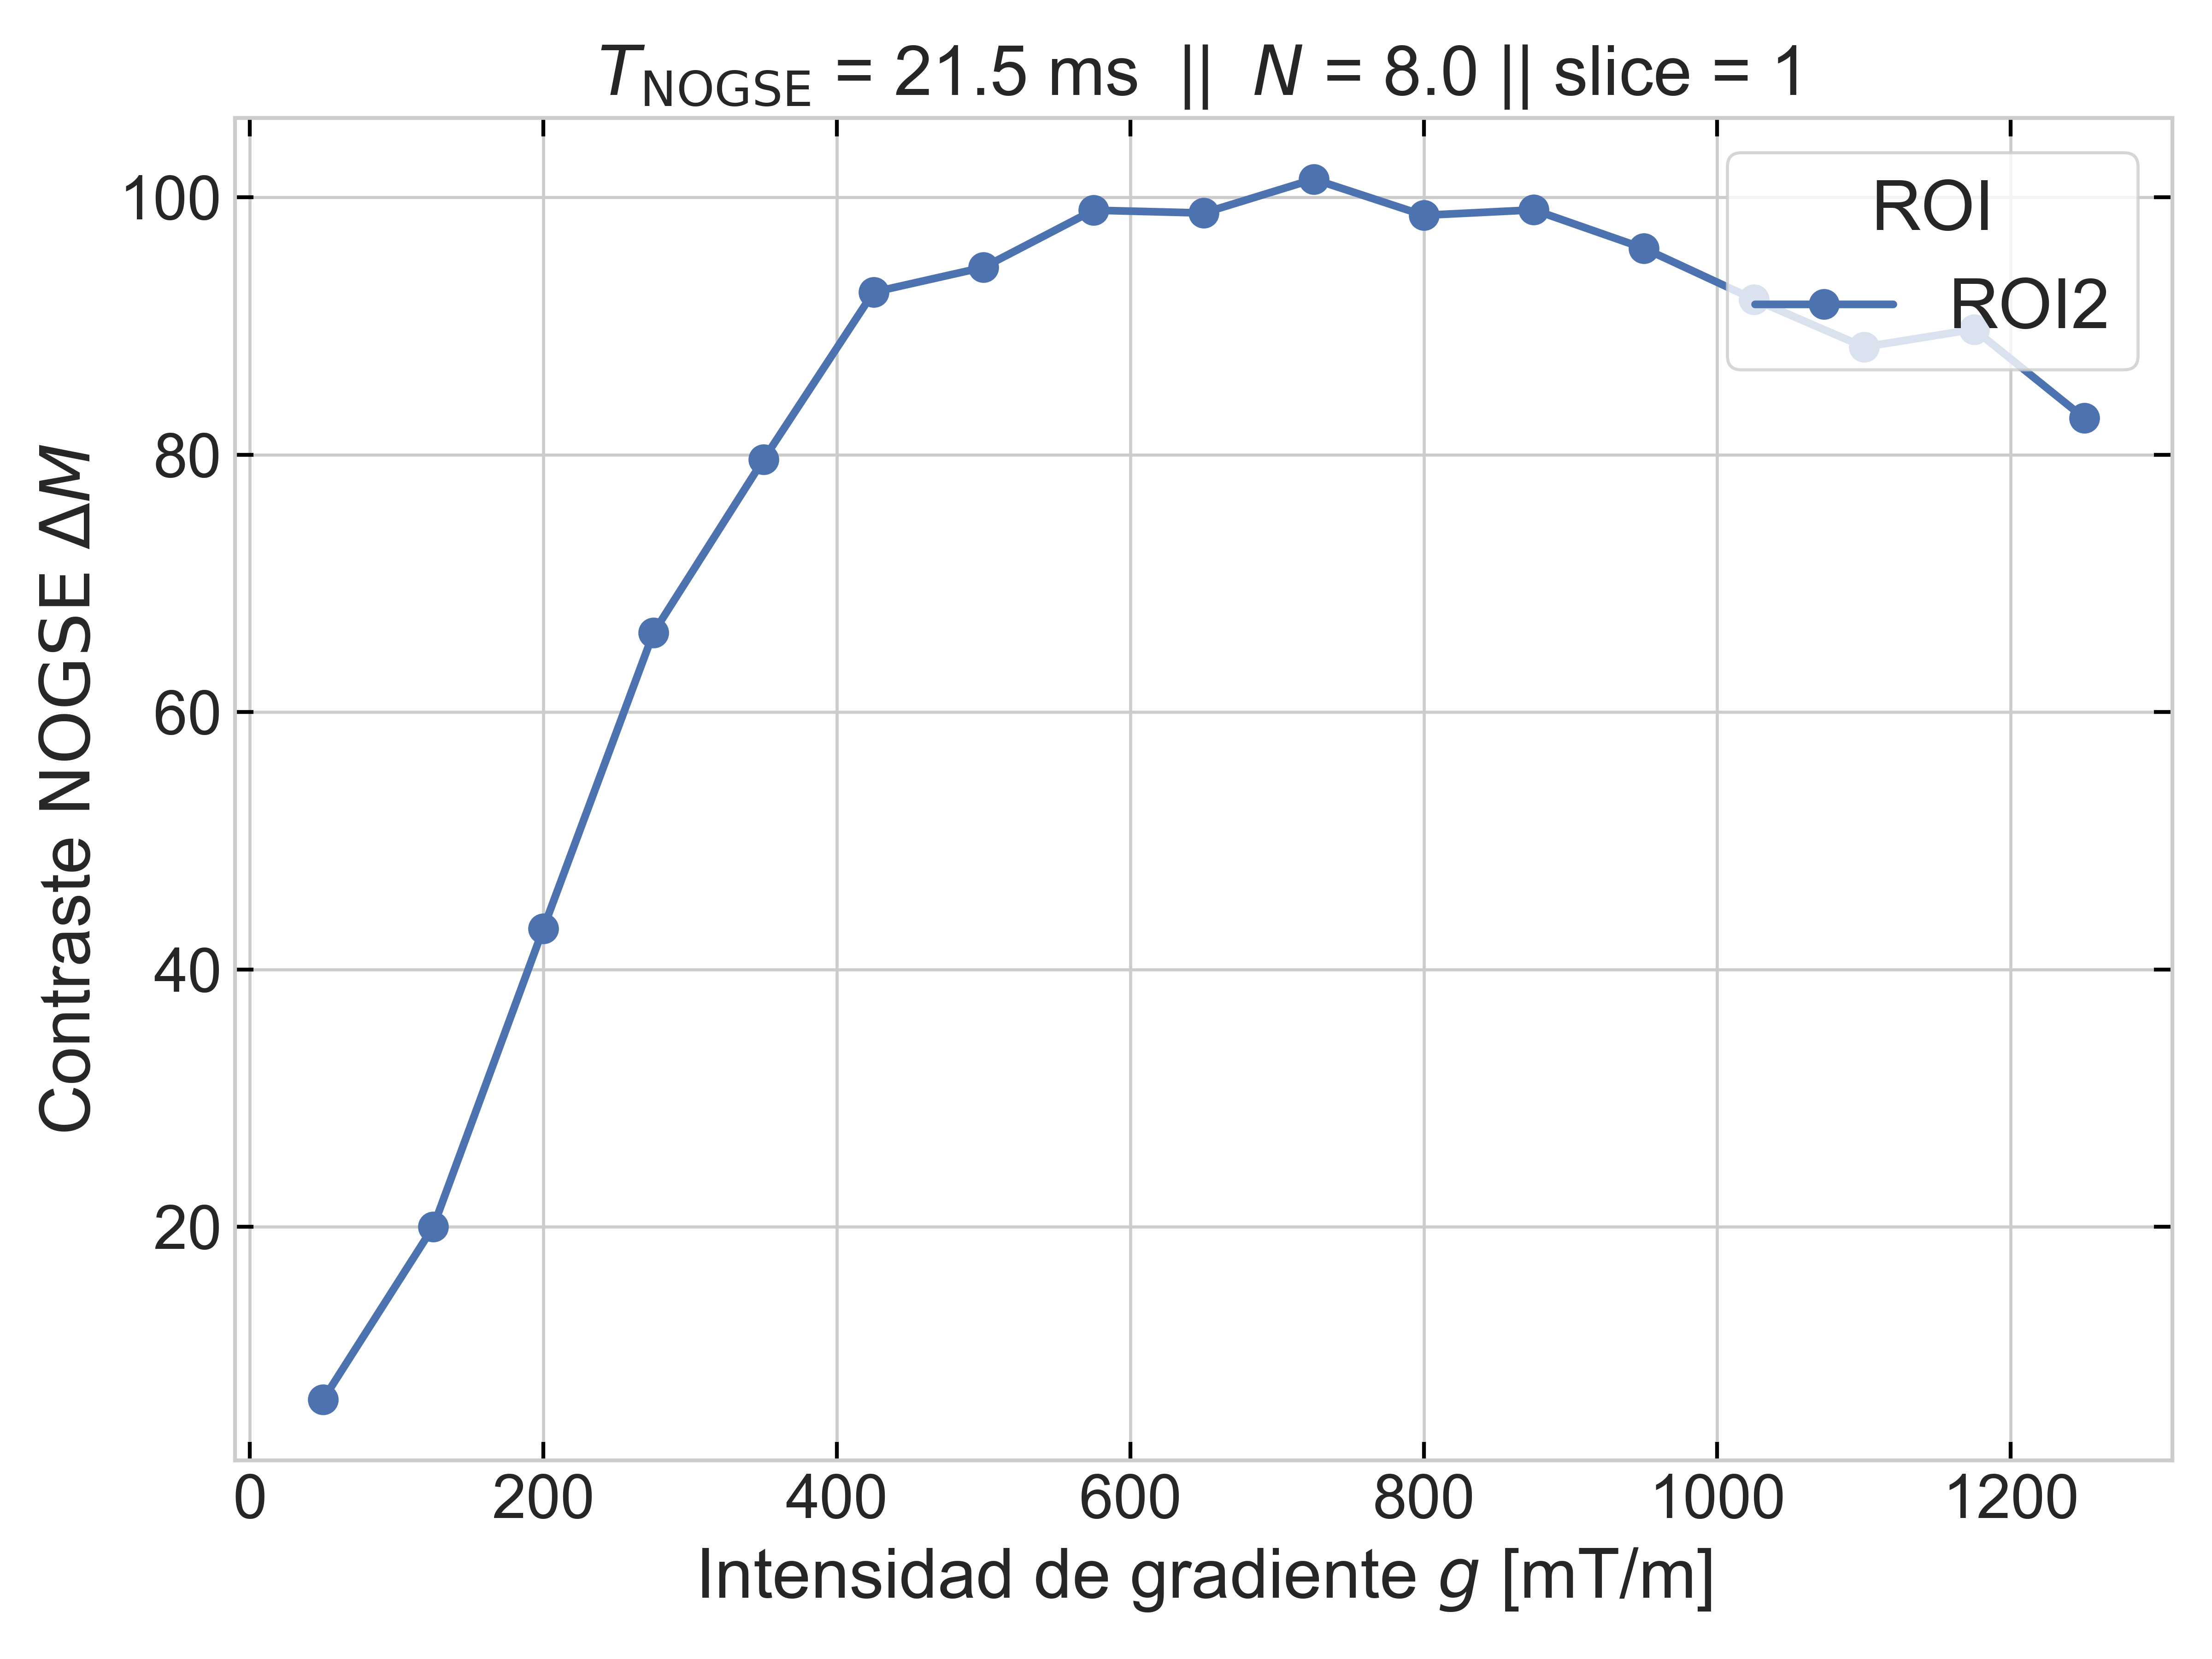 T_NOGSE = 21.5 ms || N = 8.0 || slice = 1
ROI
ROI2
Contraste NOGSE ΔM
100
80
60
40
20
0 200 400 600 800 1000 1200
Intensidad de gradiente g [mT/m]